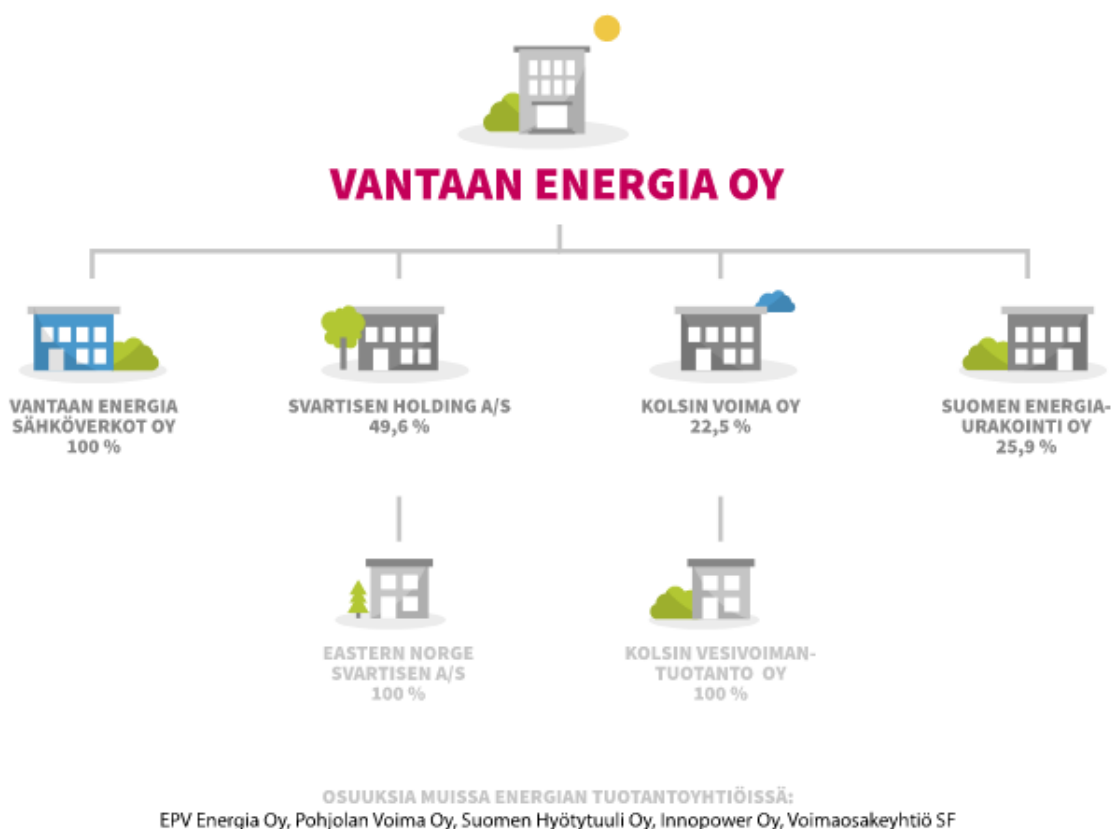 VANTAAN ENERGIA OY
VANTAAN ENERGIA
SÄHKÖVERKOT OY
100 %
SVARTISEN HOLDING A/S
49,6 %
KOLSIN VOIMA OY
22,5 %
SUOMEN ENERGIA-
URAKOINTI OY
25,9 %
EASTERN NORGE
SVARTISEN A/S
100 %
KOLSIN VESIVOIMAN-
TUOTANTO OY
100 %
OSUUKSIA MUISSA ENERGIAN TUOTANTOYHTIÖISSÄ:
EPV Energia Oy, Pohjolan Voima Oy, Suomen Hyötytuuli Oy, Innopower Oy, Voimaosakeyhtiö SF